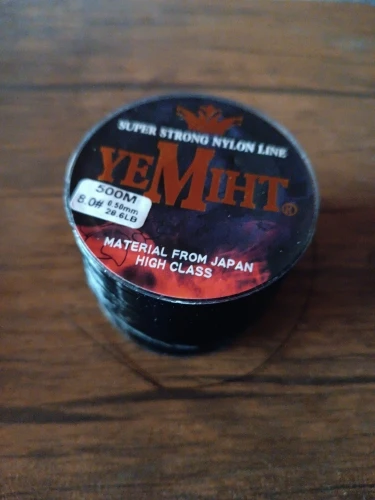 SUPER STRONG NYLON LINE
YEMIHT®
500M
8.0# 0.50mm
28.6LB
MATERIAL FROM JAPAN
HIGH CLASS